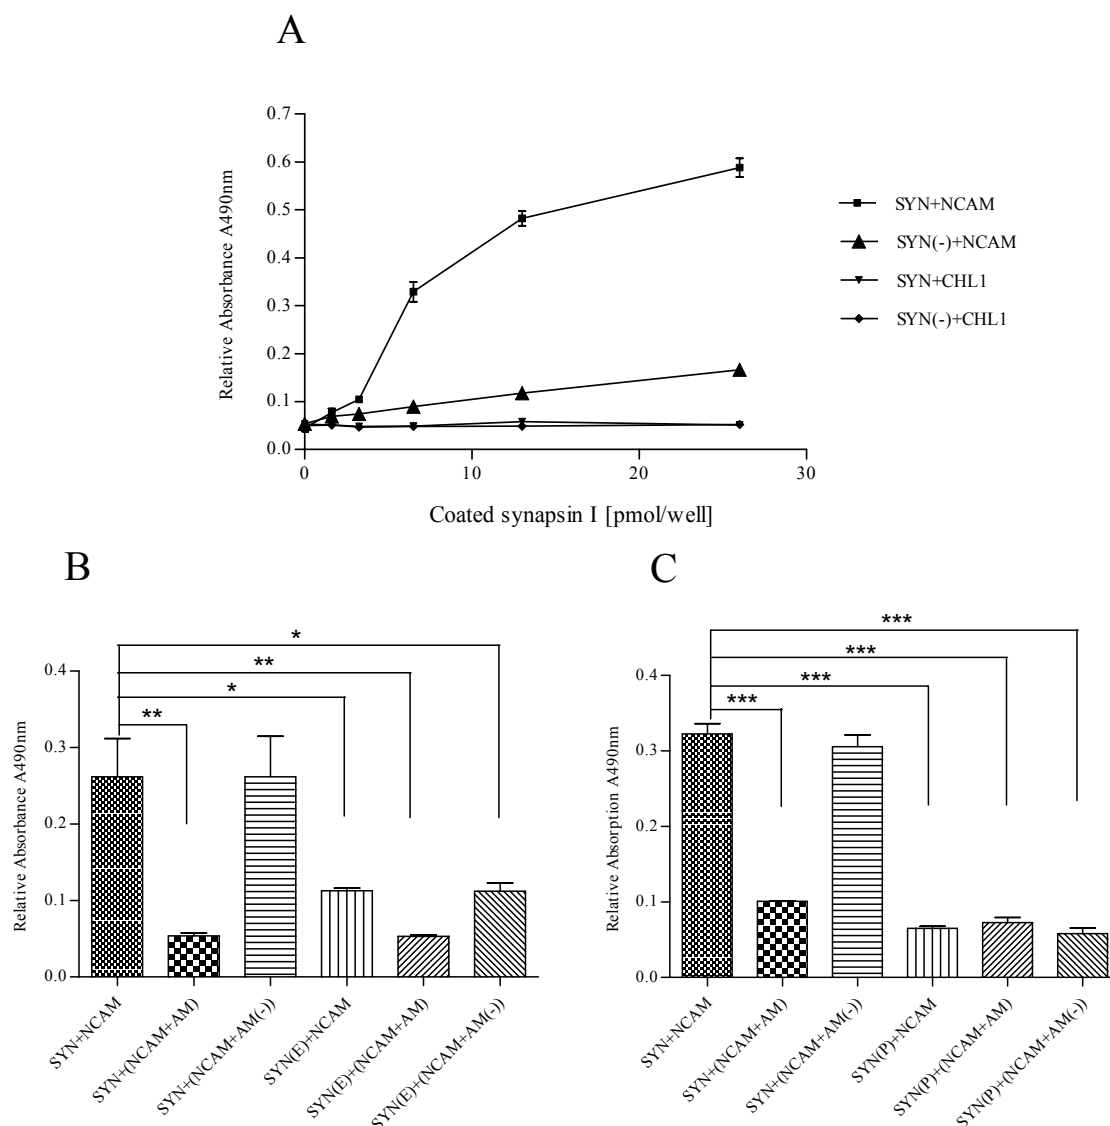 A
0.7
0.6
0.5
0.4
0.3
0.2
0.1
0.0
0
10
20
30
Relative Absorbance A490nm
Coated synapsin I [pmol/well]
SYN+NCAM
SYN(-)+NCAM
SYN+CHL1
SYN(-)+CHL1
B
*
**
*
**
0.4
0.3
0.2
0.1
0.0
Relative Absorbance A490nm
SYN+NCAM
SYN+(NCAM+AM)
SYN+(NCAM+AM(-))
SYN(E)+NCAM
SYN(E)+(NCAM+AM)
SYN(E)+(NCAM+AM(-))
C
***
***
***
***
0.4
0.3
0.2
0.1
0.0
Relative Absorption A490nm
SYN+NCAM
SYN+(NCAM+AM)
SYN+(NCAM+AM(-))
SYN(P)+NCAM
SYN(P)+(NCAM+AM)
SYN(P)+(NCAM+AM(-))